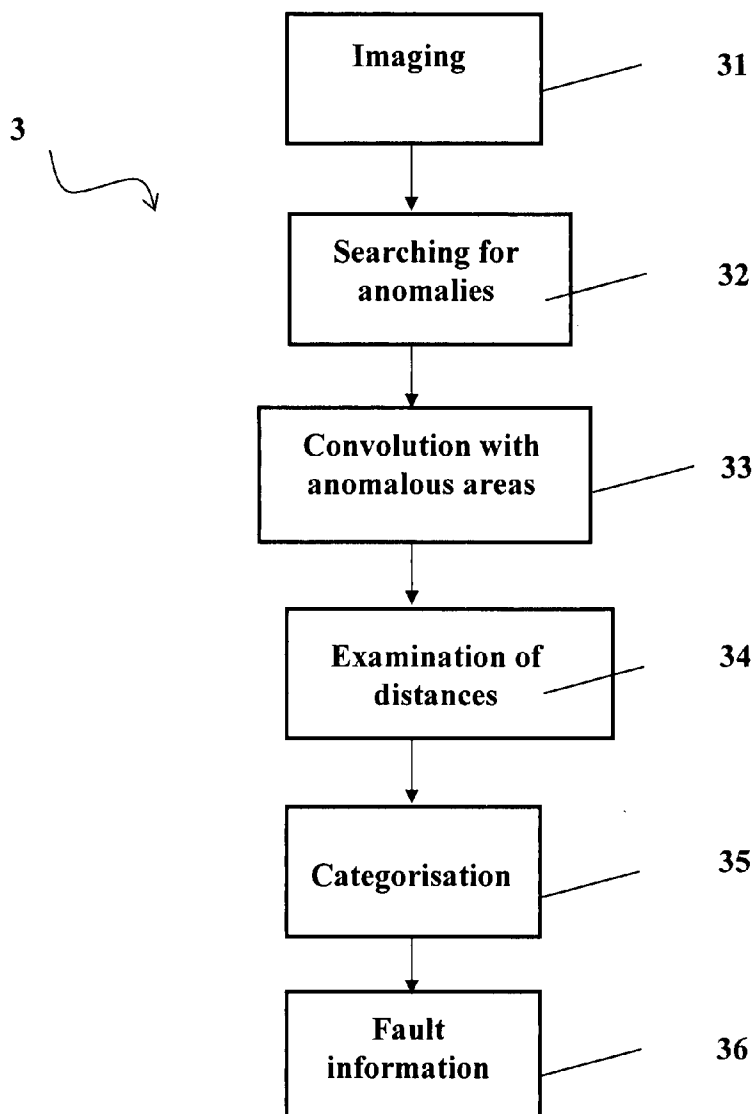 Imaging
31
3
Searching for
anomalies
32
Convolution with
anomalous areas
33
Examination of
distances
34
Categorisation
35
Fault
information
36